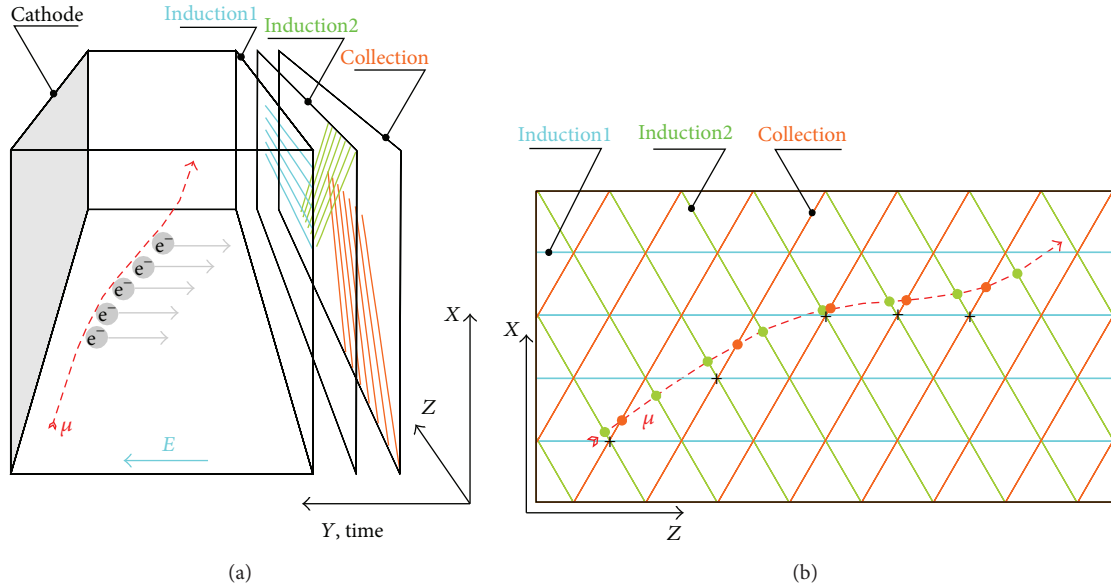 Cathode
Induction1
Induction2
Collection
e⁻
e⁻
e⁻
e⁻
e⁻
μ
E
X
Z
Y, time
(a)
Induction1
Induction2
Collection
X
μ
Z
(b)